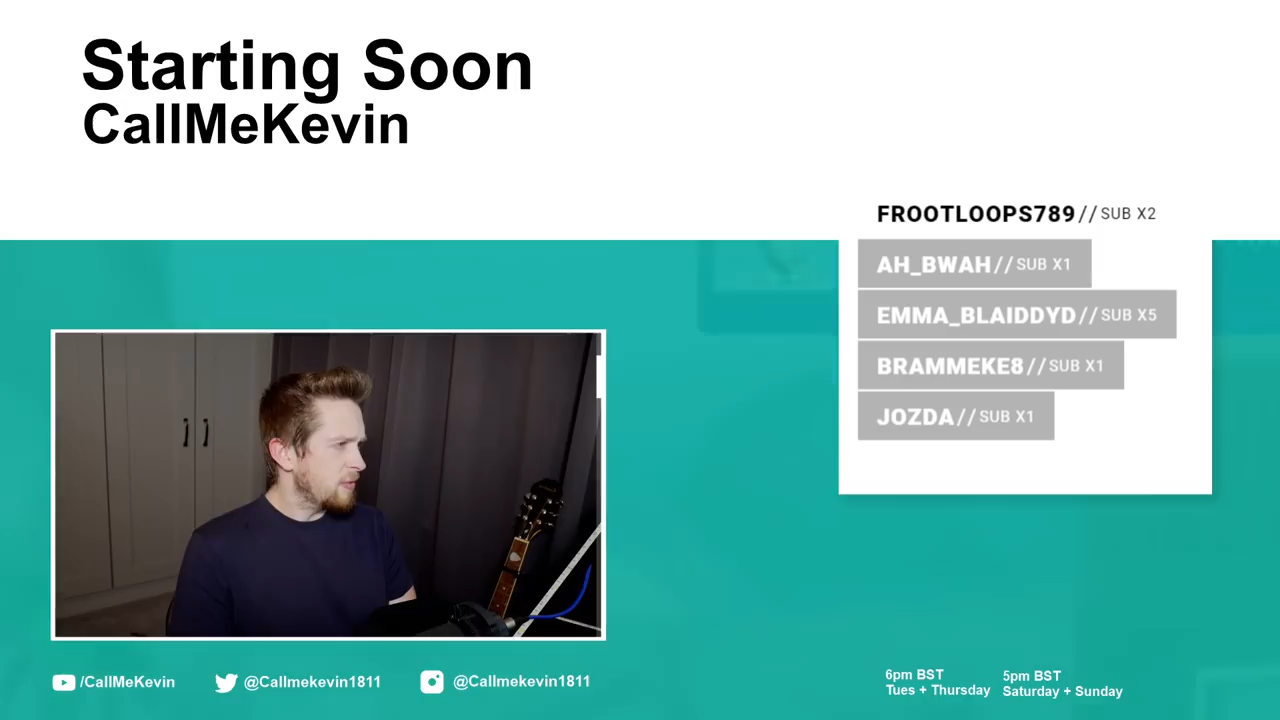 Starting Soon
CallMeKevin
FROOTLOOPS789 // SUB X2
AH_BWAH // SUB X1
EMMA_BLAIDDYD // SUB X5
BRAMMEKE8 // SUB X1
JOZDA // SUB X1
/CallMeKevin
@Callmekevin1811
@Callmekevin1811
6pm BST
Tues + Thursday
5pm BST
Saturday + Sunday